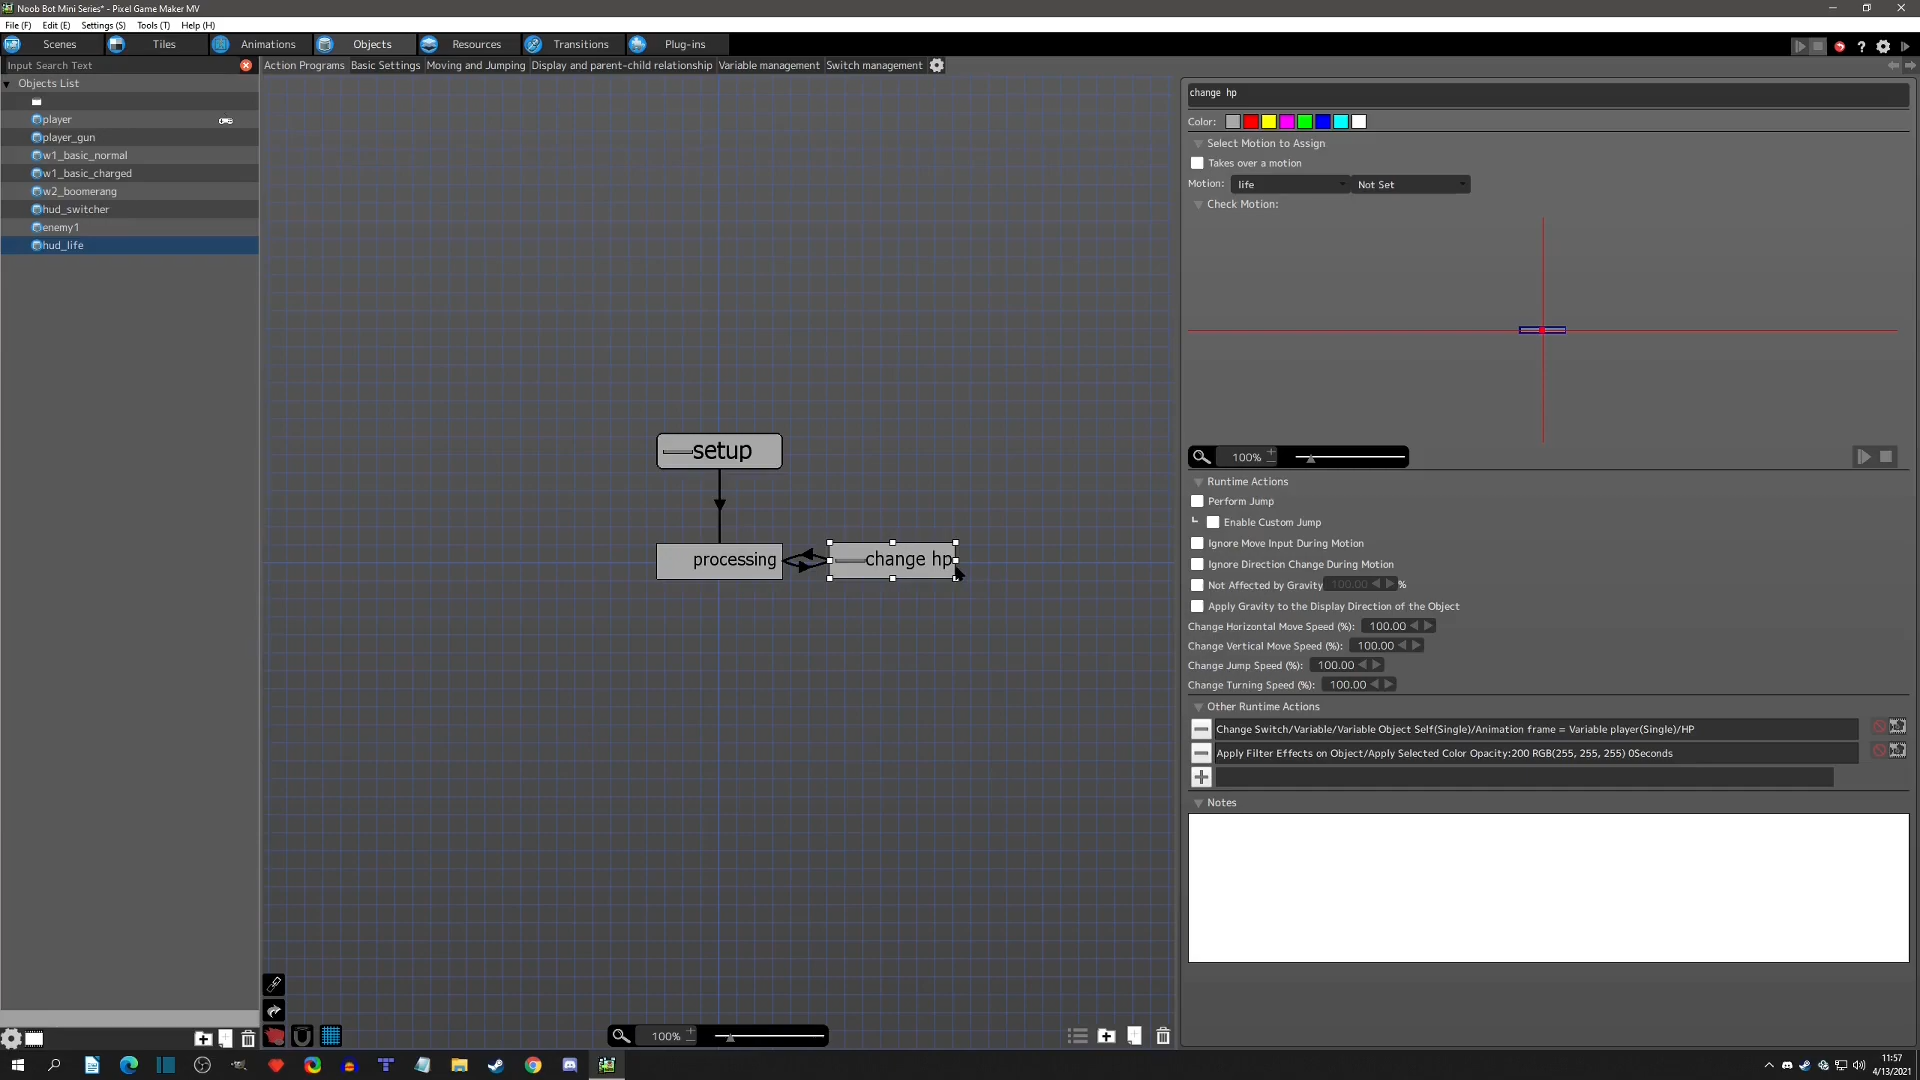 Noob Bot Mini Series* - Pixel Game Maker MV
File (F) Edit (E) Settings (S) Tools (T) Help (H)
Scenes Tiles Animations Objects Resources Transitions Plug-ins
Input Search Text
Action Programs Basic Settings Moving and Jumping Display and parent-child relationship Variable management Switch management
Objects List
player
player_gun
w1_basic_normal
w1_basic_charged
w2_boomerang
hud_switcher
enemy1
hud_life
setup
processing
change hp
100%
change hp
Color:
Select Motion to Assign
Takes over a motion
Motion: life Not Set
Check Motion:
100%
Runtime Actions
Perform Jump
Enable Custom Jump
Ignore Move Input During Motion
Ignore Direction Change During Motion
Not Affected by Gravity 100.00 %
Apply Gravity to the Display Direction of the Object
Change Horizontal Move Speed (%): 100.00
Change Vertical Move Speed (%): 100.00
Change Jump Speed (%): 100.00
Change Turning Speed (%): 100.00
Other Runtime Actions
Change Switch/Variable/Variable Object Self(Single)/Animation frame = Variable player(Single)/HP
Apply Filter Effects on Object/Apply Selected Color Opacity:200 RGB(255, 255, 255) 0Seconds
Notes
11:57
4/13/2021